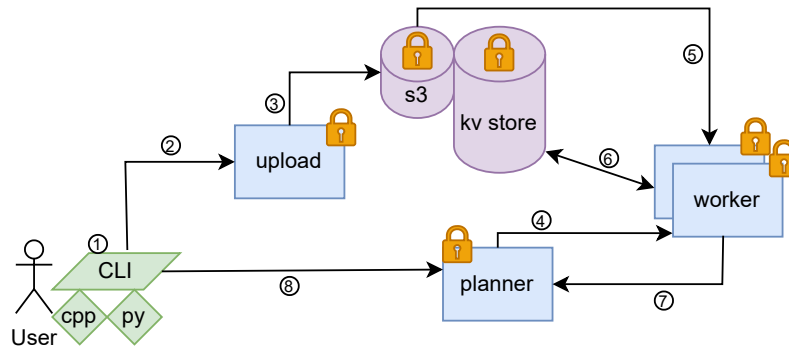 ⑤
s3
③
kv store
②
upload
⑥
worker
④
①
CLI
⑧
planner
⑦
cpp
py
User